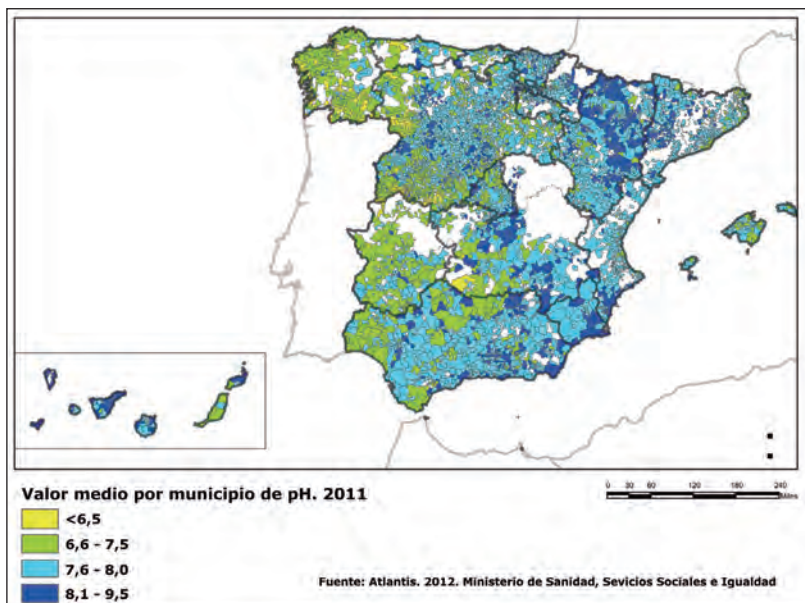 0 30 60 120 180 240
Valor medio por municipio de pH. 2011
<6,5
6,6 - 7,5
7,6 - 8,0
8,1 - 9,5
Fuente: Atlantis. 2012. Ministerio de Sanidad, Sevicios Sociales e Igualdad